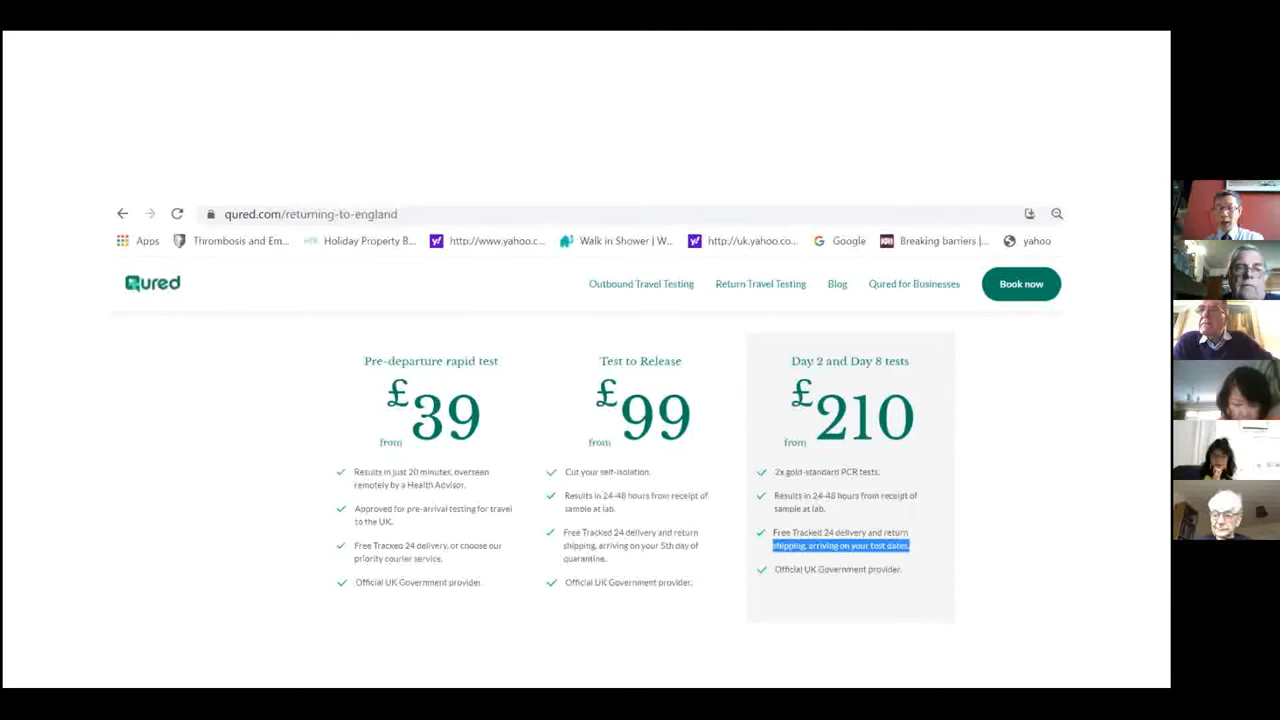 qured.com/returning-to-england
Apps Thrombosis and Em... Holiday Property B... http://www.yahoo.c... Walk in Shower | W... http://uk.yahoo.co... Google Breaking barriers |... yahoo
Qured Outbound Travel Testing Return Travel Testing Blog Qured for Businesses Book now
Pre-departure rapid test
from £39
Results in just 20 minutes, overseen
remotely by a Health Advisor.
Approved for pre-arrival testing for travel
to the UK.
Free Tracked 24 delivery, or choose our
priority courier service.
Official UK Government provider.
Test to Release
from £99
Cut your self-isolation.
Results in 24-48 hours from receipt of
sample at lab.
Free Tracked 24 delivery and return
shipping, arriving on your 5th day of
quarantine.
Official UK Government provider.
Day 2 and Day 8 tests
from £210
2x gold-standard PCR tests.
Results in 24-48 hours from receipt of
sample at lab.
Free Tracked 24 delivery and return
shipping, arriving on your test dates.
Official UK Government provider.